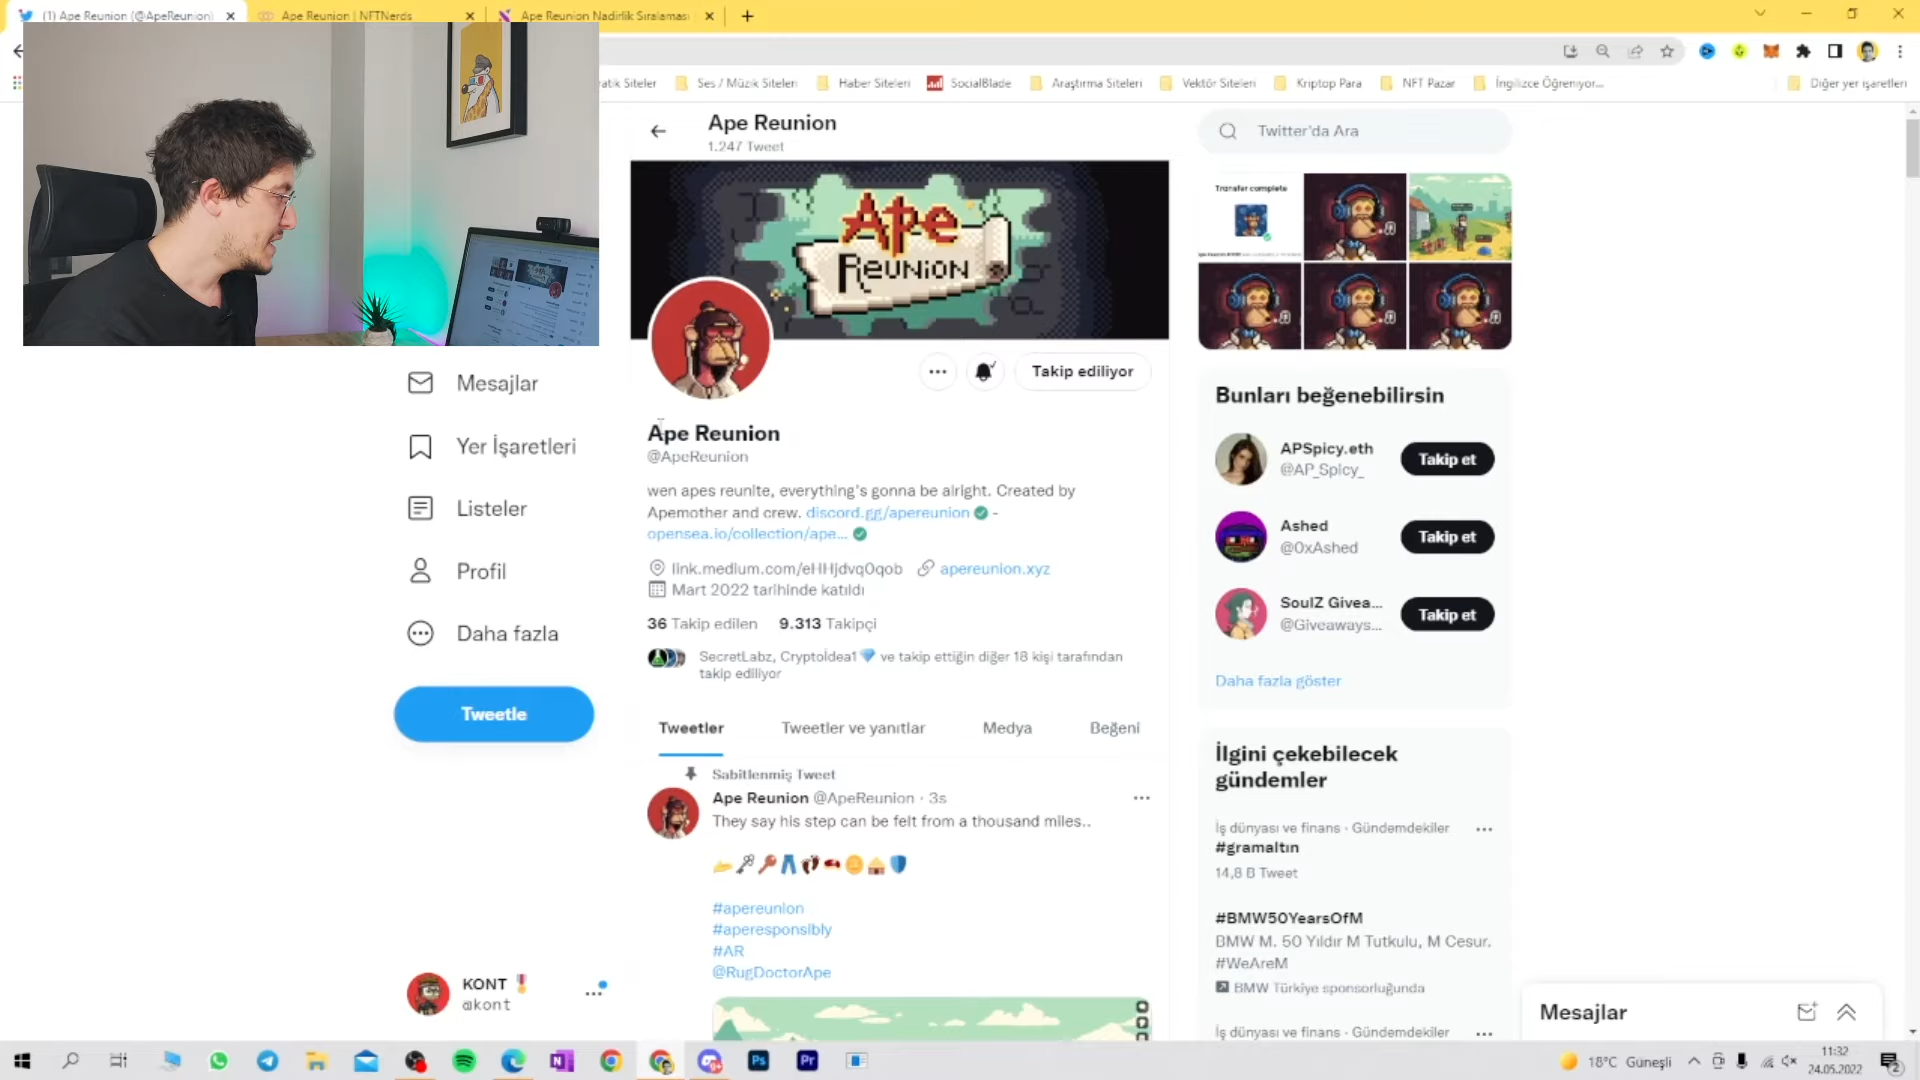 (1) Ape Reunion (@ApeReunion)
Ape Reunion | NFTNerds
Ape Reunion Nadirlik Sıralaması
atik Siteler
Ses / Müzik Siteleri
Haber Siteleri
SocialBlade
Araştırma Siteleri
Vektör Siteleri
Kriptop Para
NFT Pazar
İngilizce Öğreniyor...
Diğer yer işaretleri
Mesajlar
Yer İşaretleri
Listeler
Profil
Daha fazla
Tweetle
KONT
@kont
Ape Reunion
1.247 Tweet
Ape
Reunion
Takip ediliyor
Ape Reunion
@ApeReunion
wen apes reunite, everything's gonna be alright. Created by
Apemother and crew. discord.gg/apereunion -
opensea.io/collection/ape...
link.medium.com/eHHjdvq0qob apereunion.xyz
Mart 2022 tarihinde katıldı
36 Takip edilen 9.313 Takipçi
SecretLabz, CryptoIdea1 ve takip ettiğin diğer 18 kişi tarafından
takip ediliyor
Tweetler
Tweetler ve yanıtlar
Medya
Beğeni
Sabitlenmiş Tweet
Ape Reunion @ApeReunion · 3s
They say his step can be felt from a thousand miles..
#apereunion
#aperesponsibly
#AR
@RugDoctorApe
Twitter'da Ara
Transfer complete
Bunları beğenebilirsin
APSpicy.eth
@AP_Spicy_
Takip et
Ashed
@0xAshed
Takip et
SoulZ Givea...
@Giveaways...
Takip et
Daha fazla göster
İlgini çekebilecek
gündemler
İş dünyası ve finans · Gündemdekiler
#gramaltın
14,8 B Tweet
#BMW50YearsOfM
BMW M. 50 Yıldır M Tutkulu, M Cesur.
#WeAreM
BMW Türkiye sponsorluğunda
İş dünyası ve finans · Gündemdekiler
Mesajlar
18°C Güneşli
11:32
24.05.2022